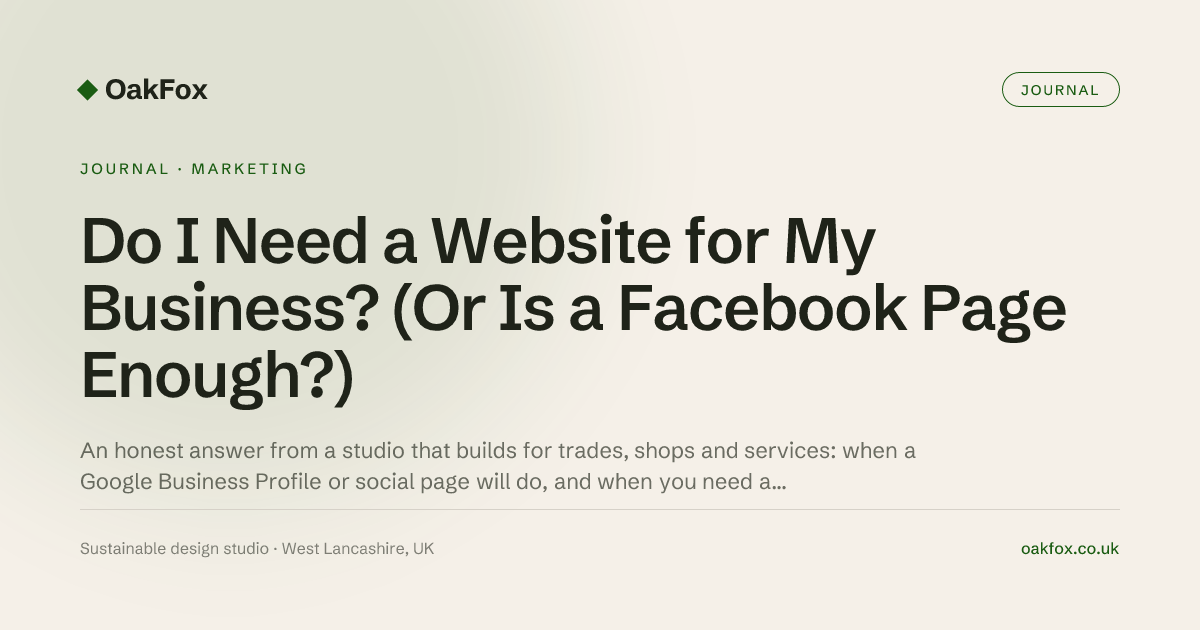 OakFox
JOURNAL
JOURNAL · MARKETING
Do I Need a Website for My
Business? (Or Is a Facebook Page
Enough?)
An honest answer from a studio that builds for trades, shops and services: when a
Google Business Profile or social page will do, and when you need a…
Sustainable design studio · West Lancashire, UK
oakfox.co.uk